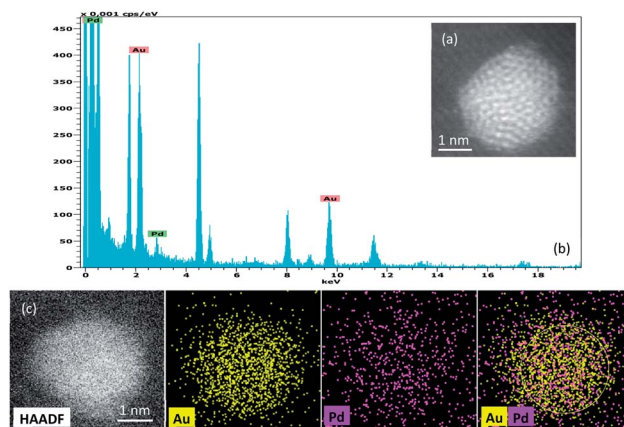 x 0.001 cps/eV
450
400
350
300
250
200
150
100
50
0
Pd
Au
Pd
Au
0
2
4
6
8
10
12
14
16
18
keV
(a)
1 nm
(b)
(c)
HAADF
1 nm
Au
Pd
Au Pd